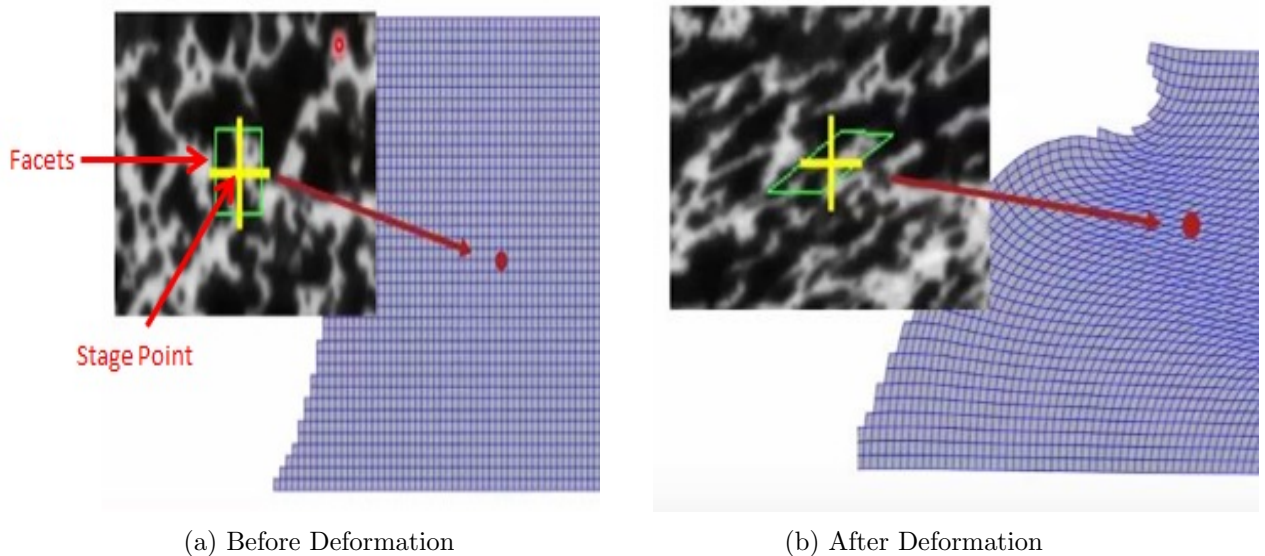 Facets
Stage Point
(a) Before Deformation
(b) After Deformation